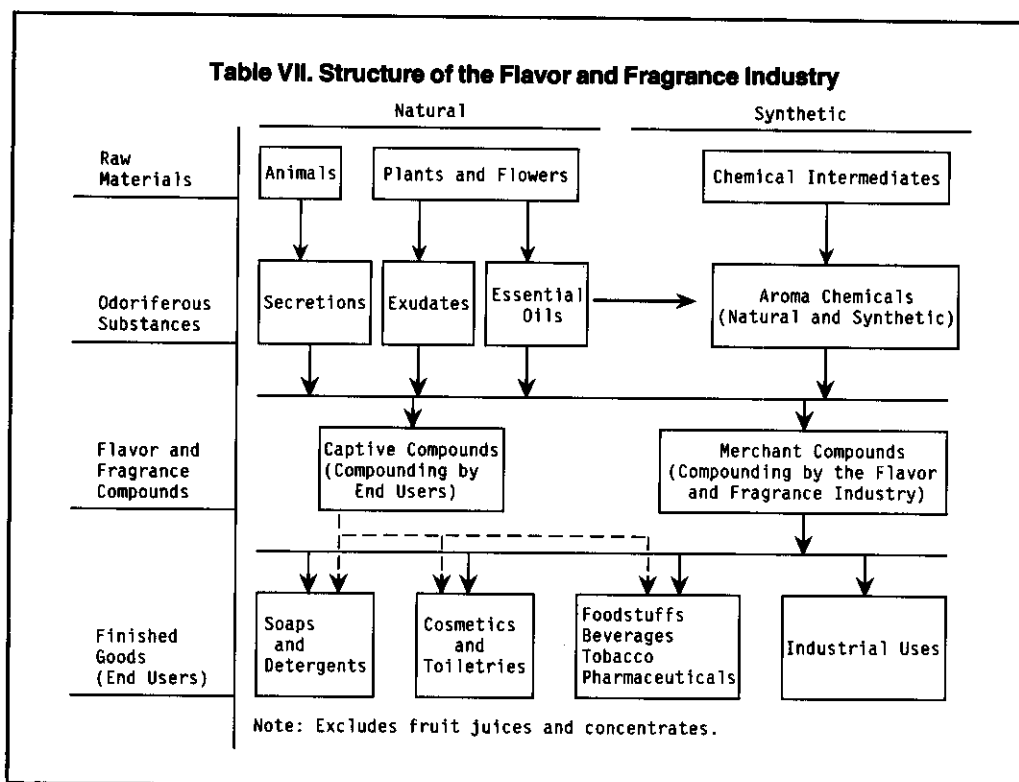 Table VII. Structure of the Flavor and Fragrance Industry
Natural
Synthetic
Raw
Materials
Animals
Plants and Flowers
Chemical Intermediates
Odoriferous
Substances
Secretions
Exudates
Essential
Oils
Aroma Chemicals
(Natural and Synthetic)
Flavor and
Fragrance
Compounds
Captive Compounds
(Compounding by
End Users)
Merchant Compounds
(Compounding by the Flavor
and Fragrance Industry)
Finished
Goods
(End Users)
Soaps
and
Detergents
Cosmetics
and
Toiletries
Foodstuffs
Beverages
Tobacco
Pharmaceuticals
Industrial Uses
Note: Excludes fruit juices and concentrates.